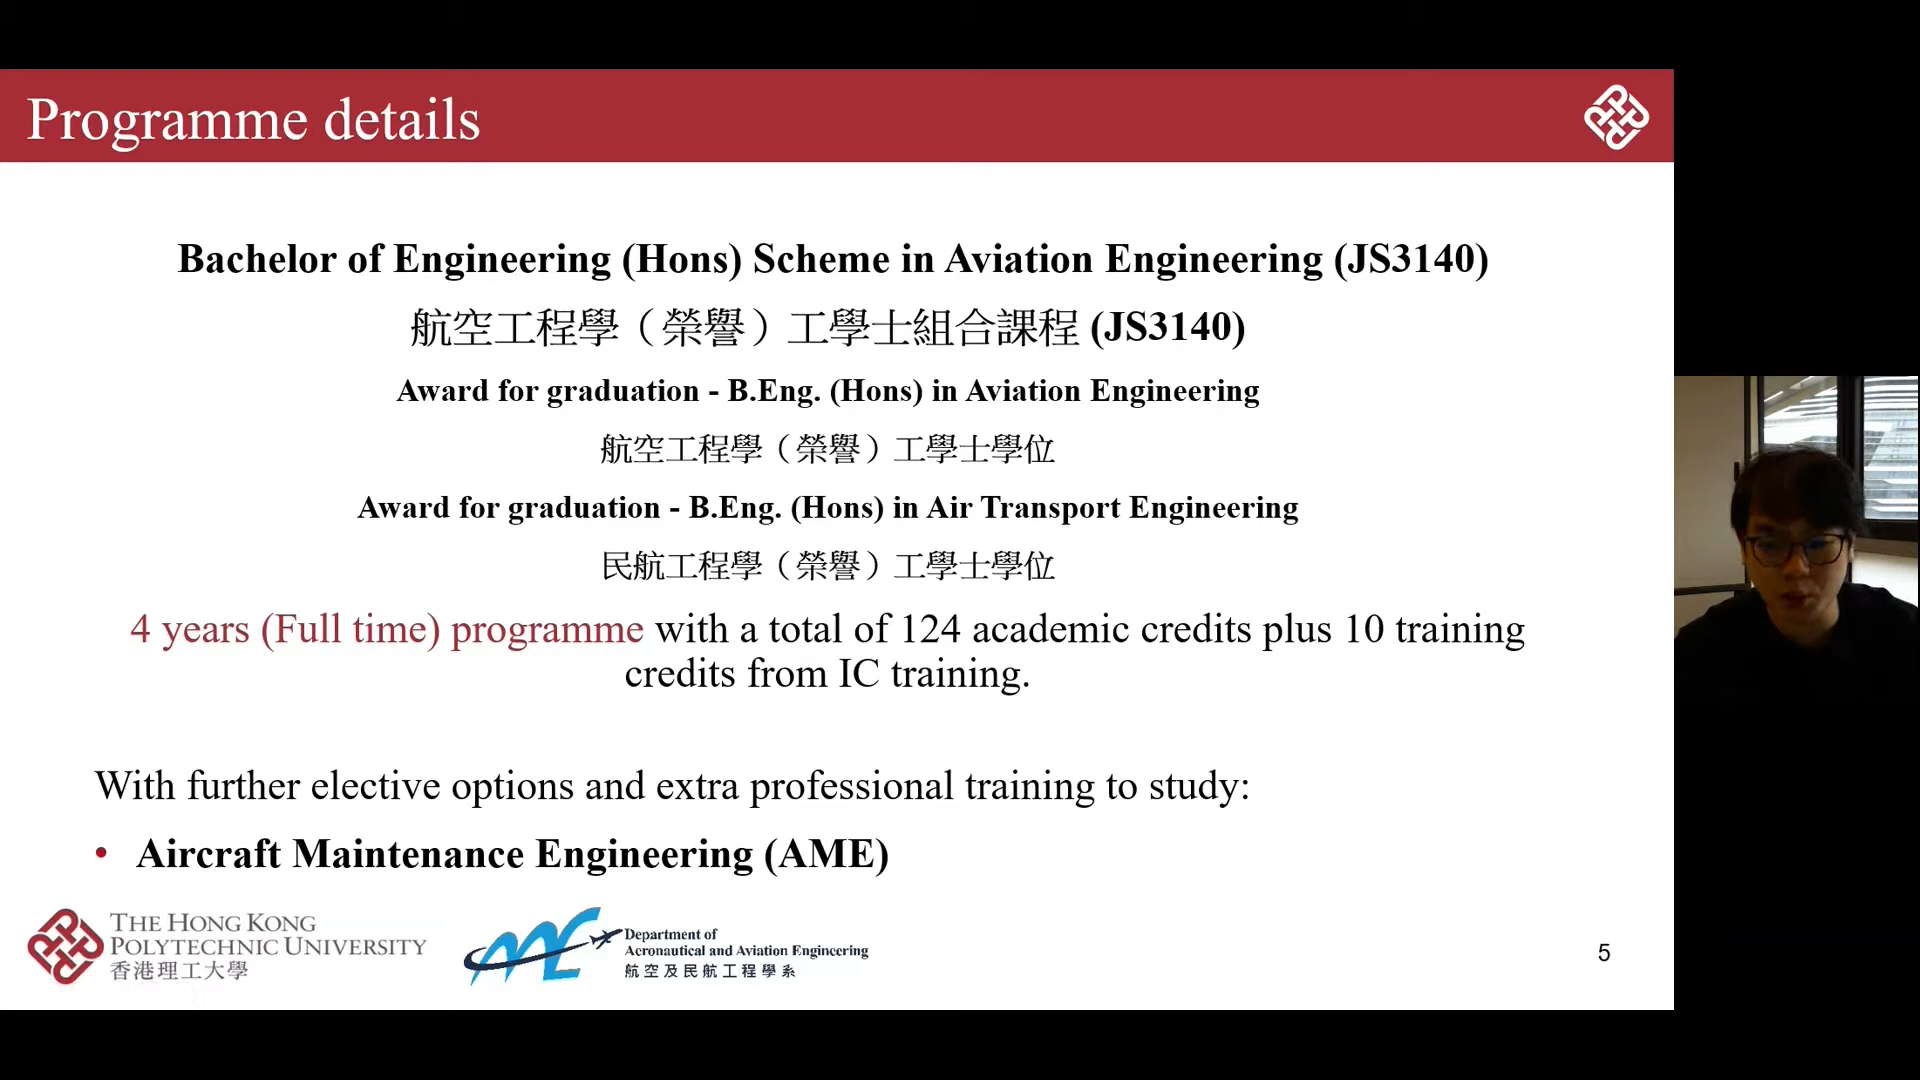 Programme details
Bachelor of Engineering (Hons) Scheme in Aviation Engineering (JS3140)
航空工程學（榮譽）工學士組合課程 (JS3140)
Award for graduation - B.Eng. (Hons) in Aviation Engineering
航空工程學（榮譽）工學士學位
Award for graduation - B.Eng. (Hons) in Air Transport Engineering
民航工程學（榮譽）工學士學位
4 years (Full time) programme with a total of 124 academic credits plus 10 training
credits from IC training.
With further elective options and extra professional training to study:
• Aircraft Maintenance Engineering (AME)
THE HONG KONG
POLYTECHNIC UNIVERSITY
香港理工大學
Department of
Aeronautical and Aviation Engineering
航空及民航工程學系
5